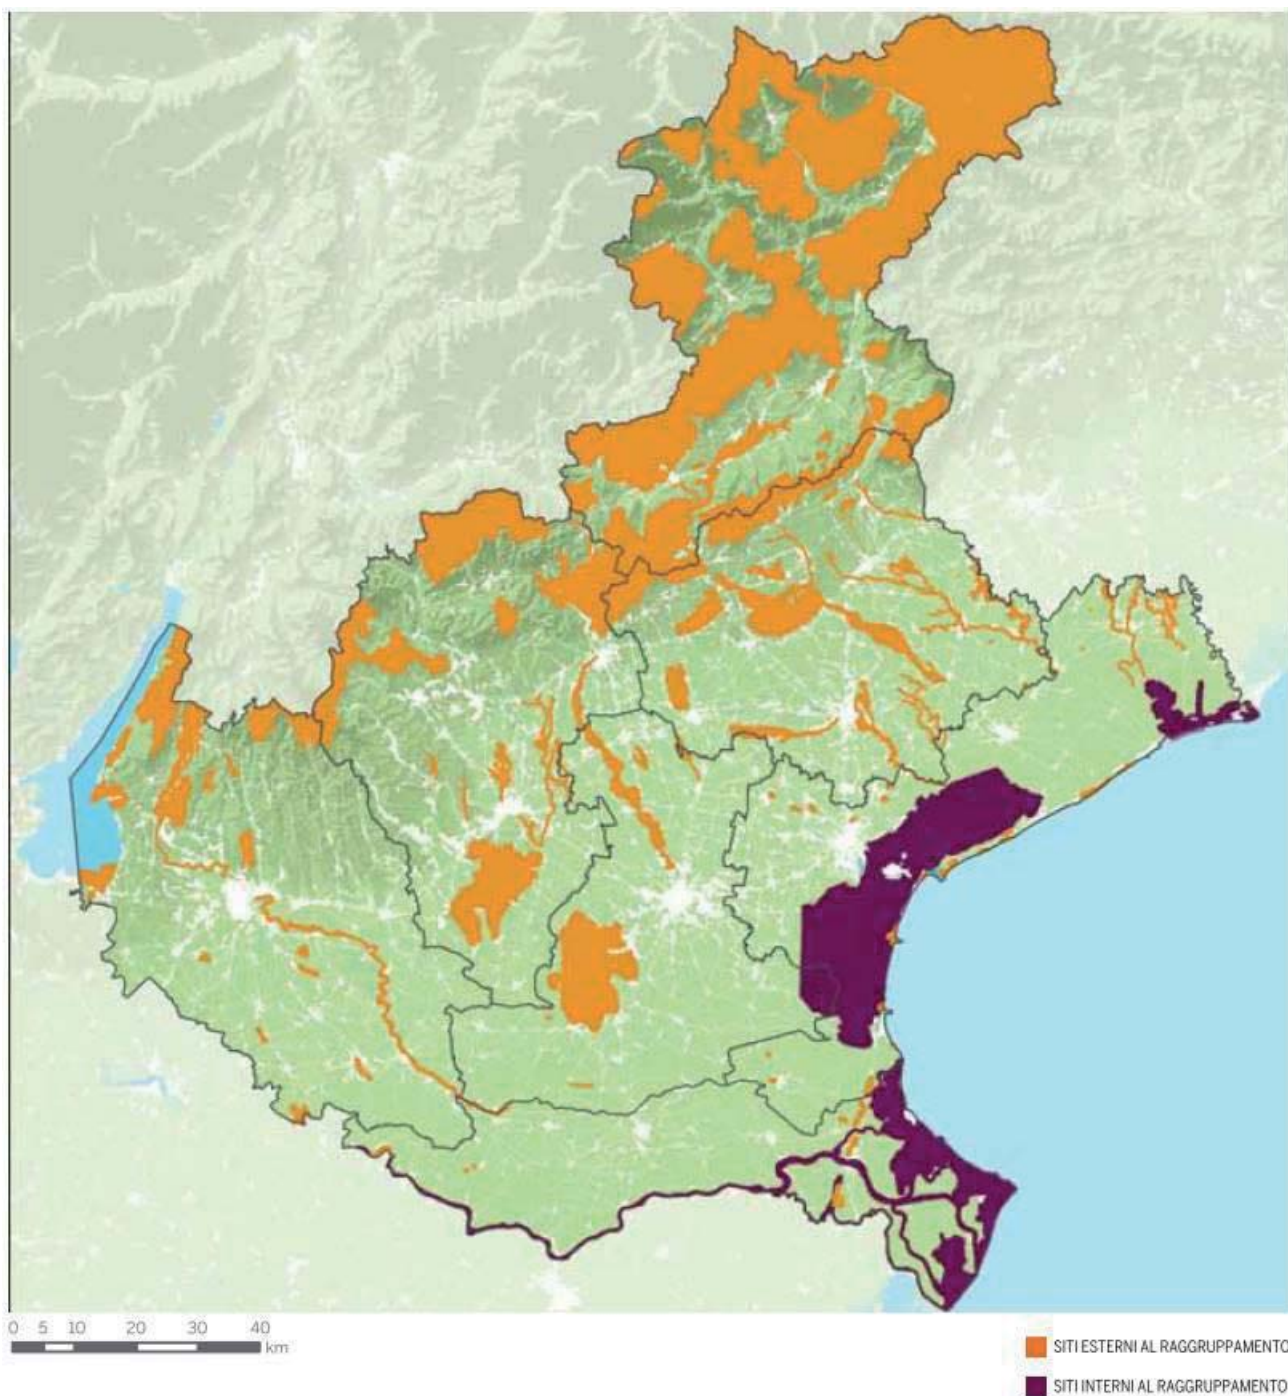 0 5 10 20 30 40
km
SITI ESTERNI AL RAGGRUPPAMENTO
SITI INTERNI AL RAGGRUPPAMENTO